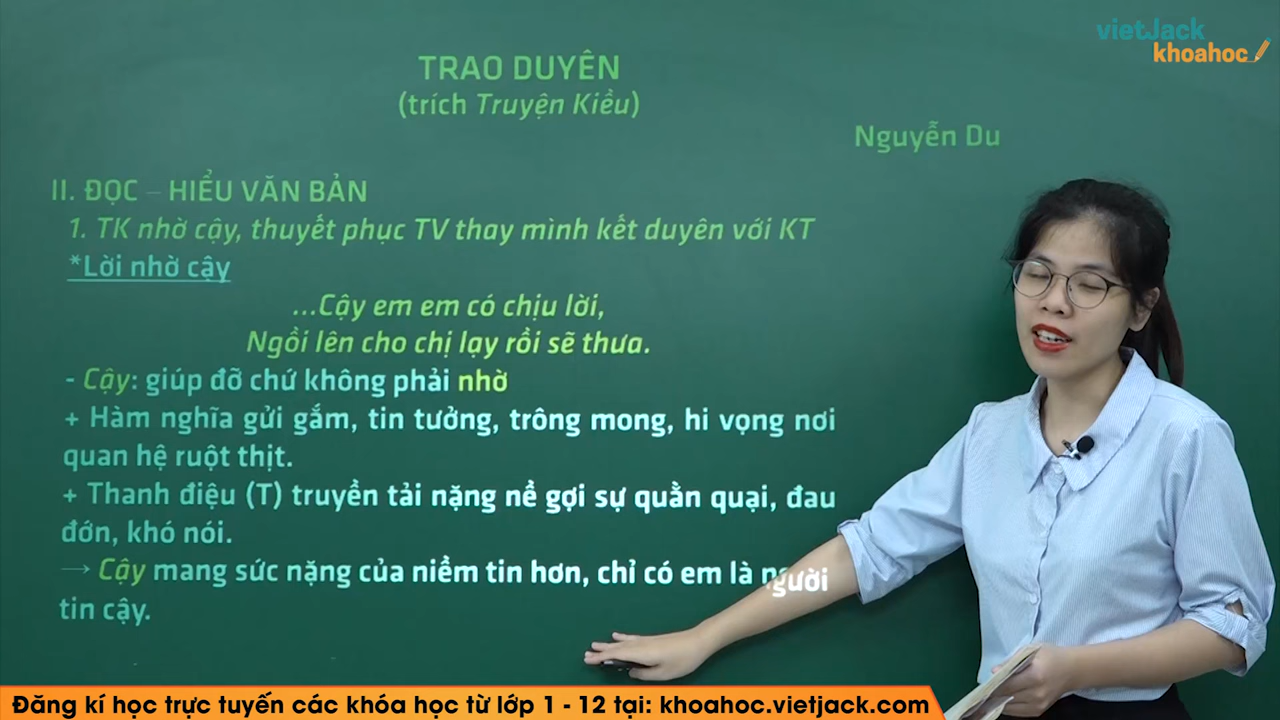 vietJack
khoahoc
TRAO DUYÊN
(trích Truyện Kiều)
Nguyễn Du
II. ĐỌC – HIỂU VĂN BẢN
1. TK nhờ cậy, thuyết phục TV thay mình kết duyên với KT
*Lời nhờ cậy
...Cậy em em có chịu lời,
Ngồi lên cho chị lạy rồi sẽ thưa.
- Cậy: giúp đỡ chứ không phải nhờ
+ Hàm nghĩa gửi gắm, tin tưởng, trông mong, hi vọng nơi
quan hệ ruột thịt.
+ Thanh điệu (T) truyền tải nặng nề gợi sự quằn quại, đau
đớn, khó nói.
→ Cậy mang sức nặng của niềm tin hơn, chỉ có em là người
tin cậy.
Đăng kí học trực tuyến các khóa học từ lớp 1 - 12 tại: khoahoc.vietjack.com